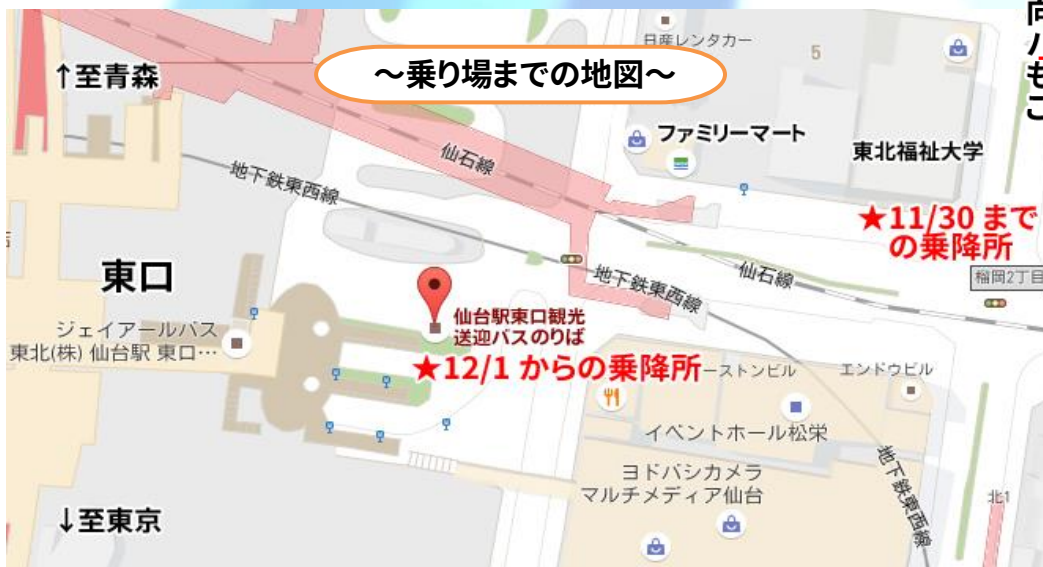 日産レンタカー
5
↑至青森
～乗り場までの地図～
ファミリーマート
東北福祉大学
仙石線
地下鉄東西線
★11/30 まで
の乗降所
東口
地下鉄東西線
仙石線
稲岡2丁目
仙台駅東口観光
送迎バスのりば
ジェイアールバス
東北(株) 仙台駅 東口…
★12/1 からの乗降所
ーストンビル
エンドウビル
イベントホール松栄
ヨドバシカメラ
マルチメディア仙台
地下鉄東西線
北1
↓至東京